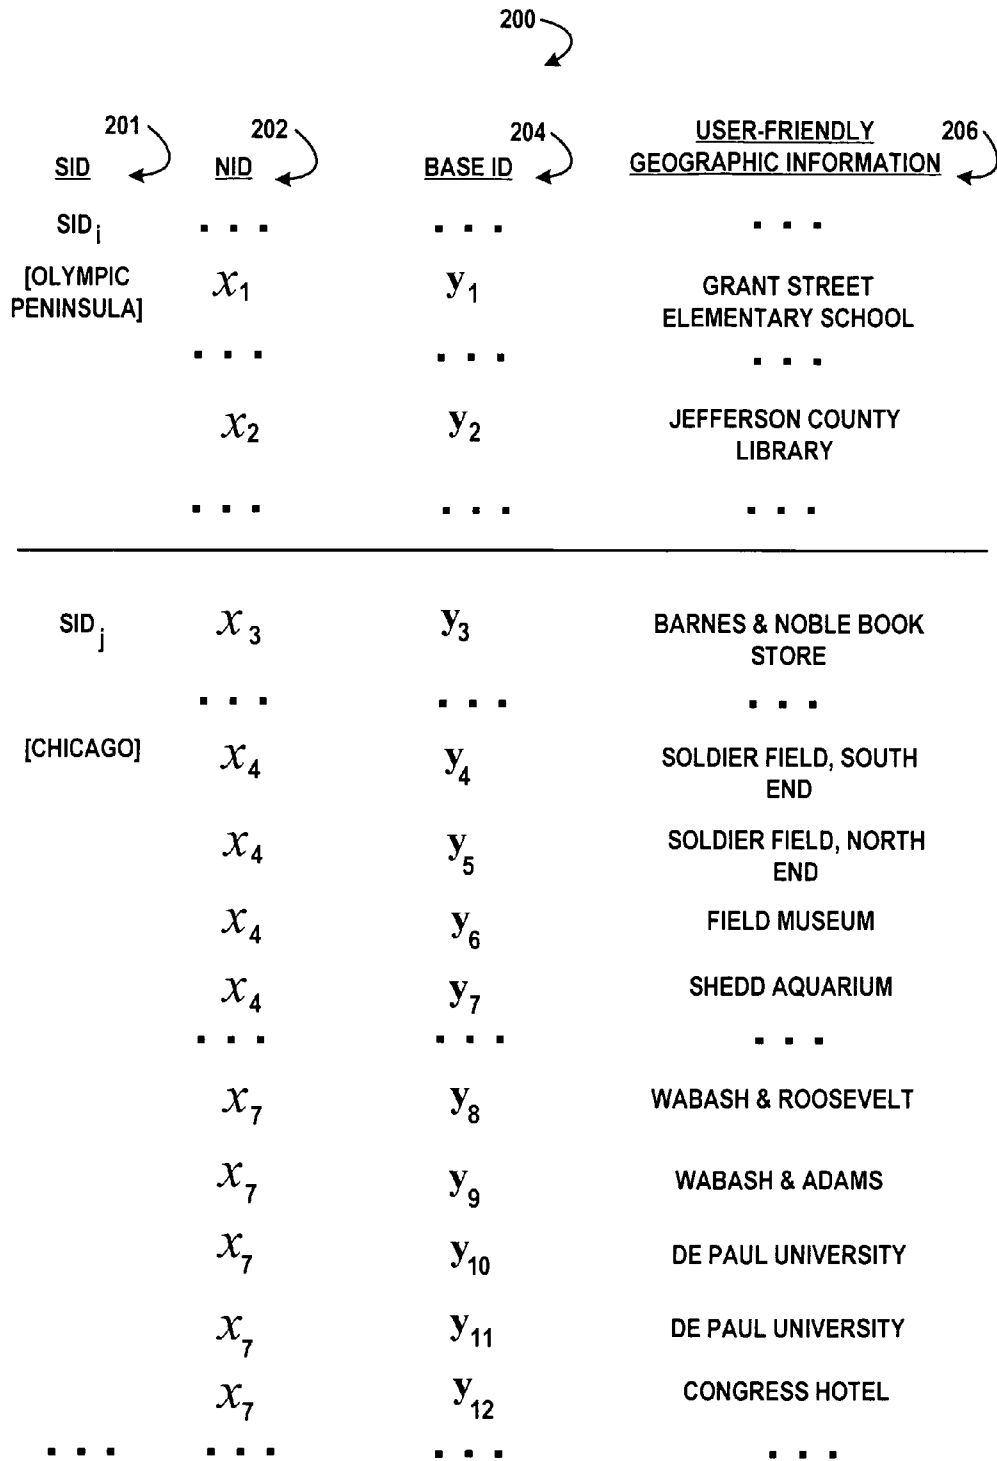 200
201 202 204 USER-FRIENDLY 206
SID NID BASE ID GEOGRAPHIC INFORMATION
SIDi ... ... ...
[OLYMPIC PENINSULA] x1 y1 GRANT STREET
ELEMENTARY SCHOOL
... ... ...
x2 y2 JEFFERSON COUNTY
LIBRARY
... ... ...
SIDj x3 y3 BARNES & NOBLE BOOK
STORE
... ... ...
[CHICAGO] x4 y4 SOLDIER FIELD, SOUTH
END
x4 y5 SOLDIER FIELD, NORTH
END
x4 y6 FIELD MUSEUM
x4 y7 SHEDD AQUARIUM
... ... ...
x7 y8 WABASH & ROOSEVELT
x7 y9 WABASH & ADAMS
x7 y10 DE PAUL UNIVERSITY
x7 y11 DE PAUL UNIVERSITY
x7 y12 CONGRESS HOTEL
... ... ... ...